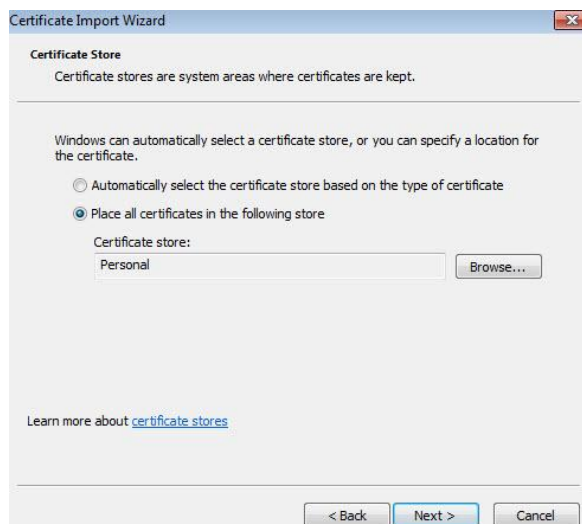 Certificate Import Wizard
Certificate Store
Certificate stores are system areas where certificates are kept.
Windows can automatically select a certificate store, or you can specify a location for
the certificate.
Automatically select the certificate store based on the type of certificate
Place all certificates in the following store
Certificate store:
Personal
Browse...
Learn more about certificate stores
< Back
Next >
Cancel